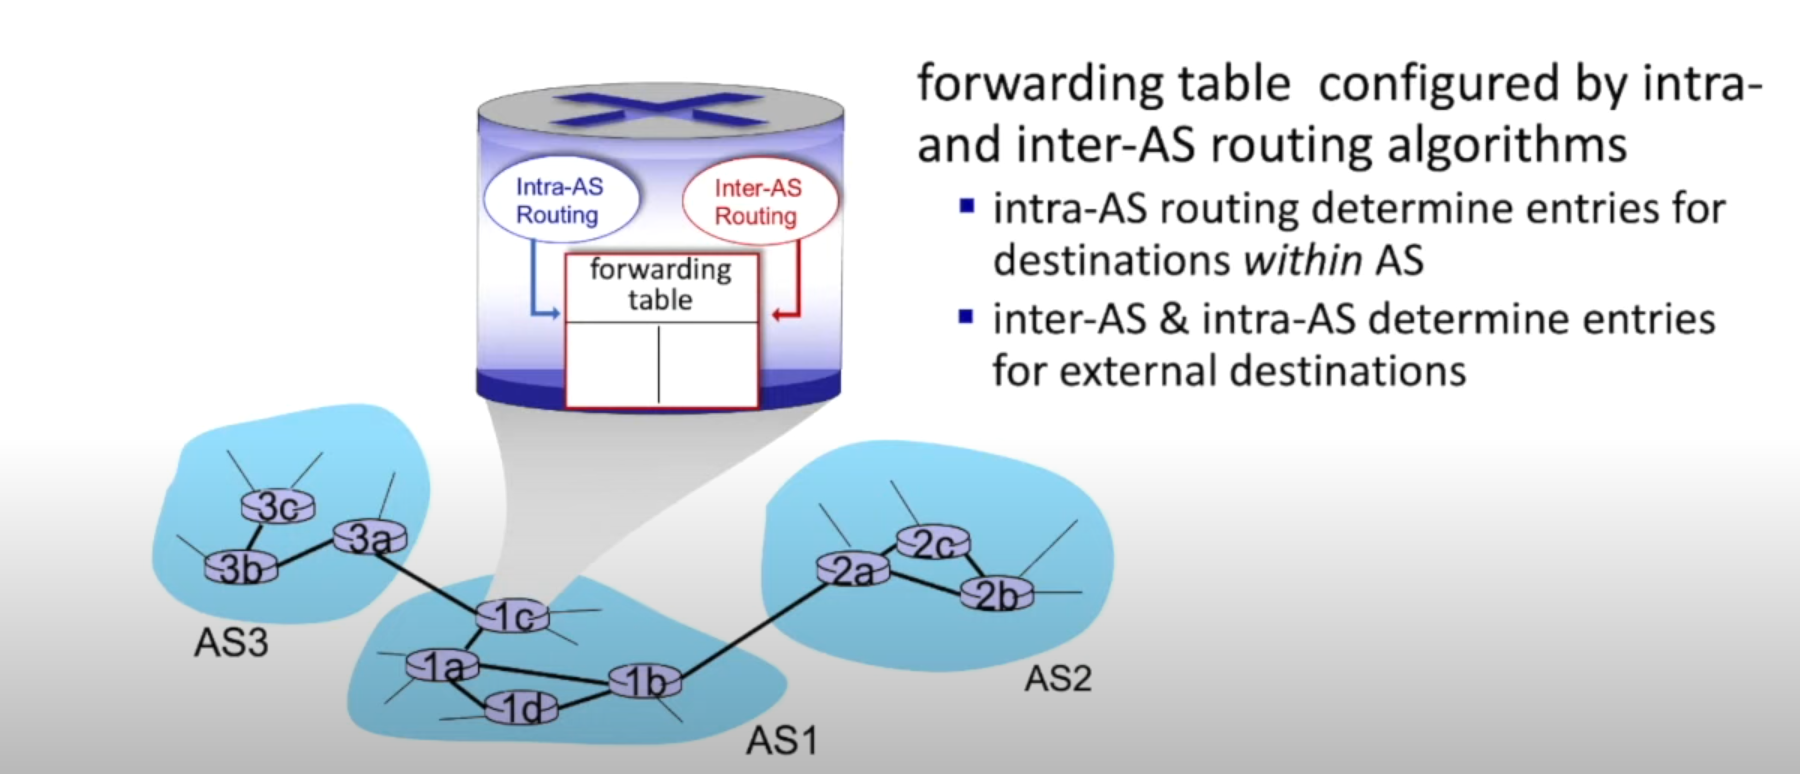 forwarding table configured by intra-
and inter-AS routing algorithms
intra-AS routing determine entries for
destinations within AS
inter-AS & intra-AS determine entries
for external destinations
Intra-AS
Routing
Inter-AS
Routing
forwarding
table
3c
3a
3b
AS3
1c
1a
1b
1d
AS1
2c
2a
2b
AS2